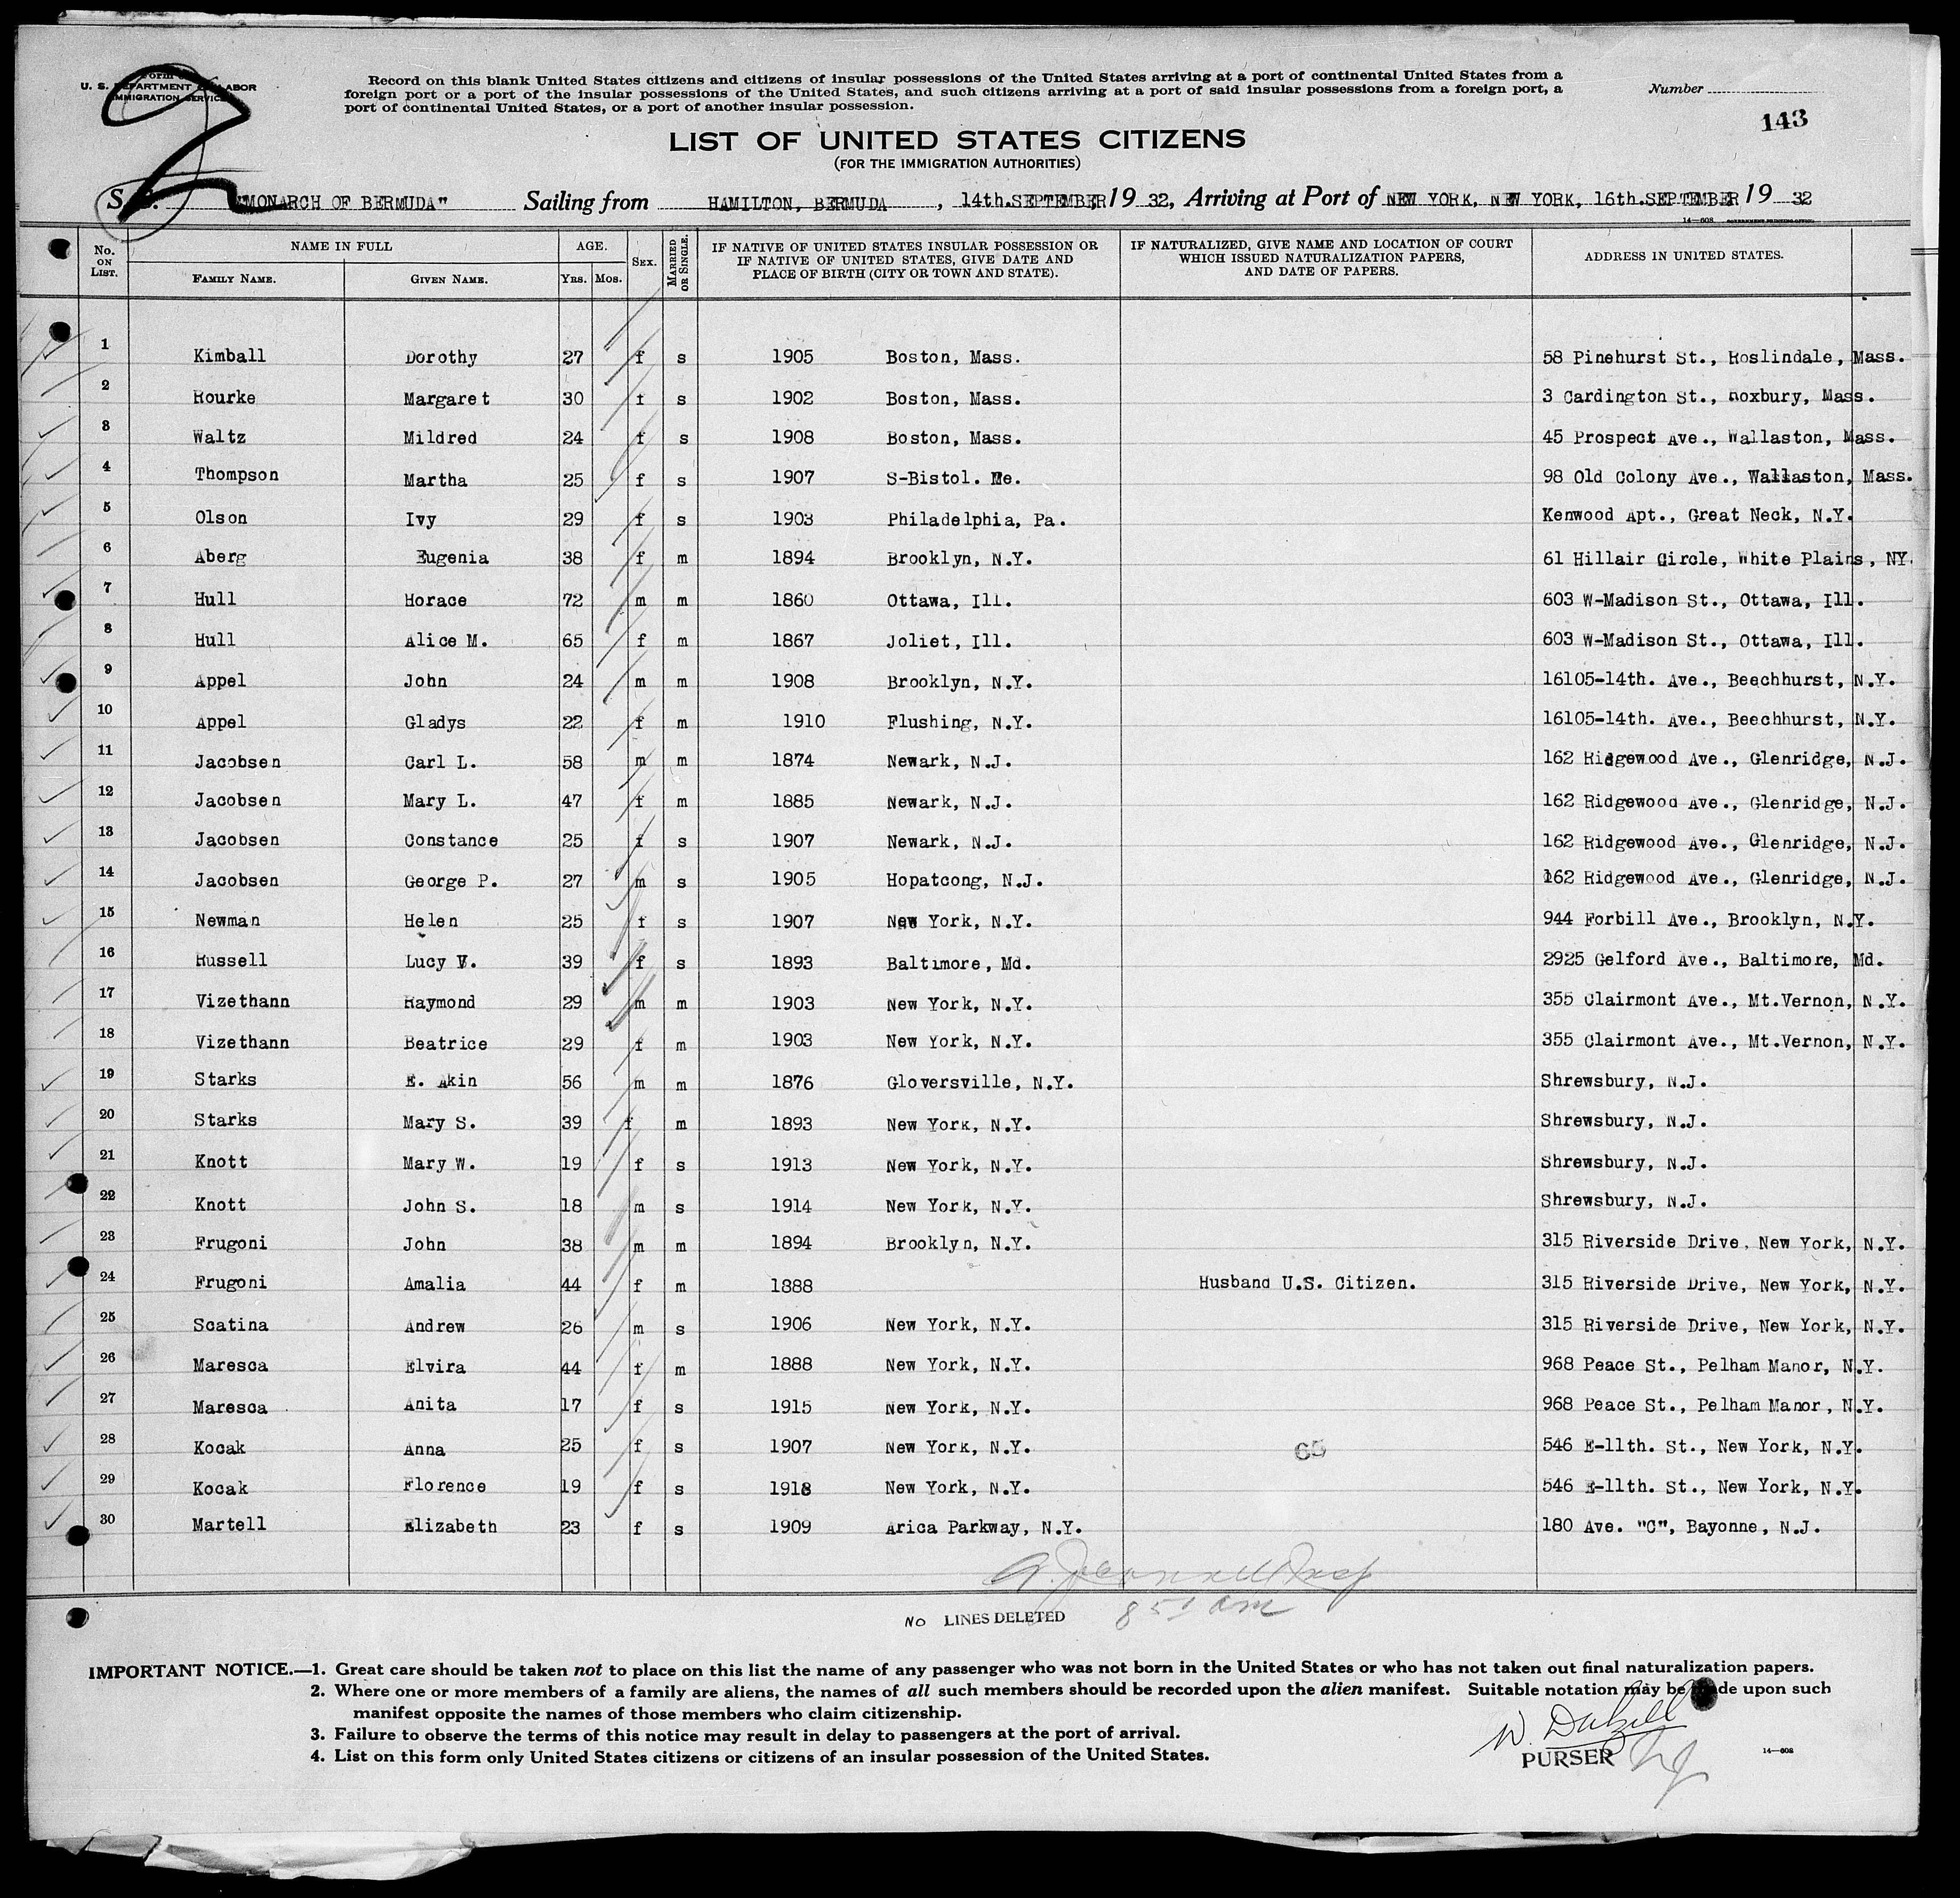 2
Form
U. S. DEPARTMENT OF LABOR
IMMIGRATION SERVICE
Record on this blank United States citizens and citizens of insular possessions of the United States arriving at a port of continental United States from a
foreign port or a port of the insular possessions of the United States, and such citizens arriving at a port of said insular possessions from a foreign port, a
port of continental United States, or a port of another insular possession.
Number
143
LIST OF UNITED STATES CITIZENS
(FOR THE IMMIGRATION AUTHORITIES)
S. S. "MONARCH OF BERMUDA" Sailing from HAMILTON, BERMUDA, 14th.SEPTEMBER 19 32, Arriving at Port of NEW YORK, NEW YORK, 16th.SEPTEMBER 19 32
14—608 GOVERNMENT PRINTING OFFICE
No. ON LIST. NAME IN FULL FAMILY NAME. GIVEN NAME. AGE. YRS. MOS. SEX. MARRIED OR SINGLE. IF NATIVE OF UNITED STATES INSULAR POSSESSION OR IF NATIVE OF UNITED STATES, GIVE DATE AND PLACE OF BIRTH (CITY OR TOWN AND STATE). IF NATURALIZED, GIVE NAME AND LOCATION OF COURT WHICH ISSUED NATURALIZATION PAPERS, AND DATE OF PAPERS. ADDRESS IN UNITED STATES.
1 Kimball Dorothy 27 f s 1905 Boston, Mass. 58 Pinehurst St., Roslindale, Mass.
2 Rourke Margaret 30 f s 1902 Boston, Mass. 3 Cardington St., Roxbury, Mass.
3 Waltz Mildred 24 f s 1908 Boston, Mass. 45 Prospect Ave., Wallaston, Mass.
4 Thompson Martha 25 f s 1907 S-Bistol. Me. 98 Old Colony Ave., Wallaston, Mass.
5 Olson Ivy 29 f s 1903 Philadelphia, Pa. Kenwood Apt., Great Neck, N.Y.
6 Aberg Eugenia 38 f m 1894 Brooklyn, N.Y. 61 Hillair Circle, White Plains, NY.
7 Hull Horace 72 m m 1860 Ottawa, Ill. 603 W-Madison St., Ottawa, Ill.
8 Hull Alice M. 65 f m 1867 Joliet, Ill. 603 W-Madison St., Ottawa, Ill.
9 Appel John 24 m m 1908 Brooklyn, N.Y. 16105-14th. Ave., Beechhurst, N.Y.
10 Appel Gladys 22 f m 1910 Flushing, N.Y. 16105-14th. Ave., Beechhurst, N.Y.
11 Jacobsen Carl L. 58 m m 1874 Newark, N.J. 162 Ridgewood Ave., Glenridge, N.J.
12 Jacobsen Mary L. 47 f m 1885 Newark, N.J. 162 Ridgewood Ave., Glenridge, N.J.
13 Jacobsen Constance 25 f s 1907 Newark, N.J. 162 Ridgewood Ave., Glenridge, N.J.
14 Jacobsen George P. 27 m s 1905 Hopatcong, N.J. 162 Ridgewood Ave., Glenridge, N.J.
15 Newman Helen 25 f s 1907 New York, N.Y. 944 Forbill Ave., Brooklyn, N.Y.
16 Russell Lucy V. 39 f s 1893 Baltimore, Md. 2925 Gelford Ave., Baltimore, Md.
17 Vizethann Raymond 29 m m 1903 New York, N.Y. 355 Clairmont Ave., Mt.Vernon, N.Y.
18 Vizethann Beatrice 29 f m 1903 New York, N.Y. 355 Clairmont Ave., Mt.Vernon, N.Y.
19 Starks E. Akin 56 m m 1876 Gloversville, N.Y. Shrewsbury, N.J.
20 Starks Mary S. 39 f m 1893 New York, N.Y. Shrewsbury, N.J.
21 Knott Mary W. 19 f s 1913 New York, N.Y. Shrewsbury, N.J.
22 Knott John S. 18 m s 1914 New York, N.Y. Shrewsbury, N.J.
23 Frugoni John 38 m m 1894 Brooklyn, N.Y. 315 Riverside Drive, New York, N.Y.
24 Frugoni Amalia 44 f m 1888 Husband U.S. Citizen. 315 Riverside Drive, New York, N.Y.
25 Scatina Andrew 26 m s 1906 New York, N.Y. 315 Riverside Drive, New York, N.Y.
26 Maresca Elvira 44 f m 1888 New York, N.Y. 968 Peace St., Pelham Manor, N.Y.
27 Maresca Anita 17 f s 1915 New York, N.Y. 968 Peace St., Pelham Manor, N.Y.
28 Kocak Anna 25 f s 1907 New York, N.Y. 65 546 E-11th. St., New York, N.Y.
29 Kocak Florence 19 f s 1918 New York, N.Y. 546 E-11th. St., New York, N.Y.
30 Martell Elizabeth 23 f s 1909 Arica Parkway, N.Y. 180 Ave. "C", Bayonne, N.J.
NO LINES DELETED 8 51 am
IMPORTANT NOTICE.—1. Great care should be taken not to place on this list the name of any passenger who was not born in the United States or who has not taken out final naturalization papers.
2. Where one or more members of a family are aliens, the names of all such members should be recorded upon the alien manifest. Suitable notation may be made upon such
manifest opposite the names of those members who claim citizenship.
3. Failure to observe the terms of this notice may result in delay to passengers at the port of arrival.
4. List on this form only United States citizens or citizens of an insular possession of the United States.
W. Dalzell
PURSER
14—608